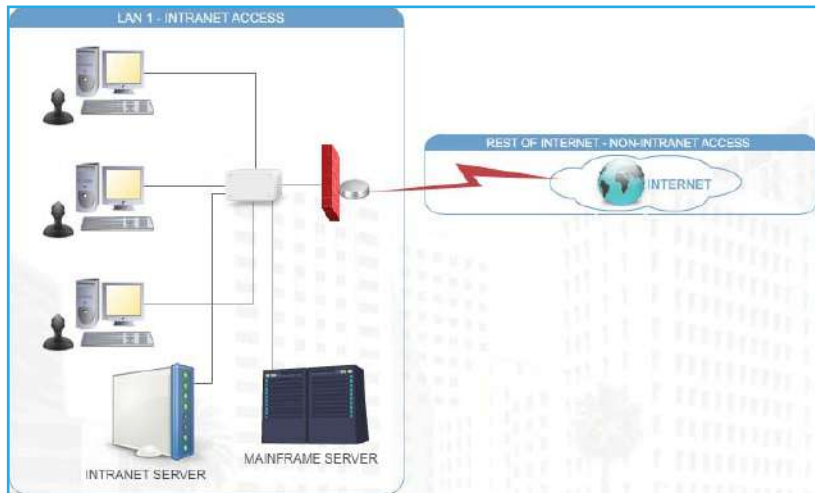 LAN 1 - INTRANET ACCESS
REST OF INTERNET - NON-INTRANET ACCESS
INTERNET
INTRANET SERVER
MAINFRAME SERVER